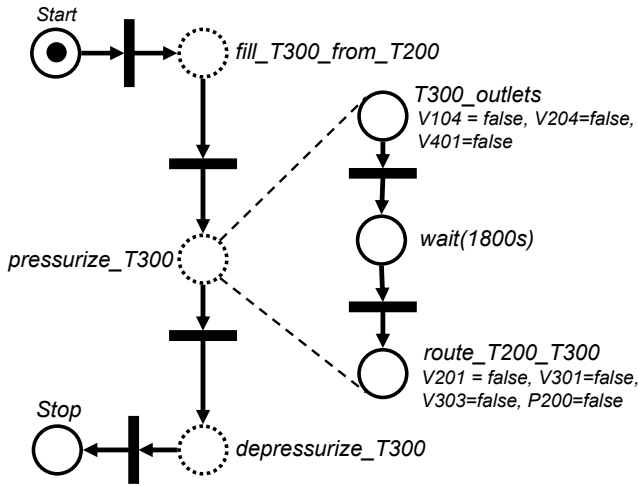 Start
fill_T300_from_T200
T300_outlets
V104 = false, V204=false,
V401=false
pressurize_T300
wait(1800s)
route_T200_T300
V201 = false, V301=false,
V303=false, P200=false
Stop
depressurize_T300